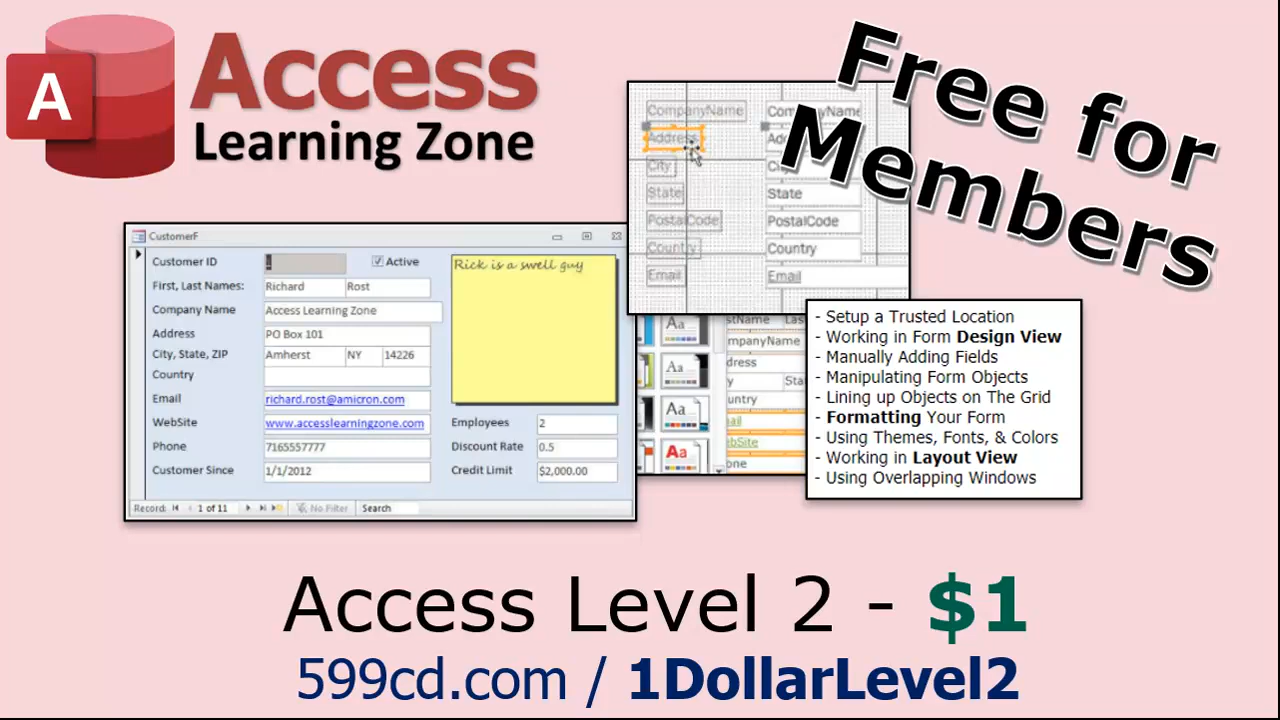 A
Access
Learning Zone
Free for
Members
CompanyName CompanyName
Address
City
State State
PostalCode PostalCode
Country Country
Email Email
CustomerF
Customer ID Active
First, Last Names: Richard Rost
Company Name Access Learning Zone
Address PO Box 101
City, State, ZIP Amherst NY 14226
Country
Email richard.rost@amicron.com
WebSite www.accesslearningzone.com
Phone 7165557777
Customer Since 1/1/2012
Rick is a swell guy
Employees 2
Discount Rate 0.5
Credit Limit $2,000.00
Record: 1 of 11 No Filter Search
Aa
Aa
Aa
Aa
- Setup a Trusted Location
- Working in Form Design View
- Manually Adding Fields
- Manipulating Form Objects
- Lining up Objects on The Grid
- Formatting Your Form
- Using Themes, Fonts, & Colors
- Working in Layout View
- Using Overlapping Windows
Access Level 2 - $1
599cd.com / 1DollarLevel2